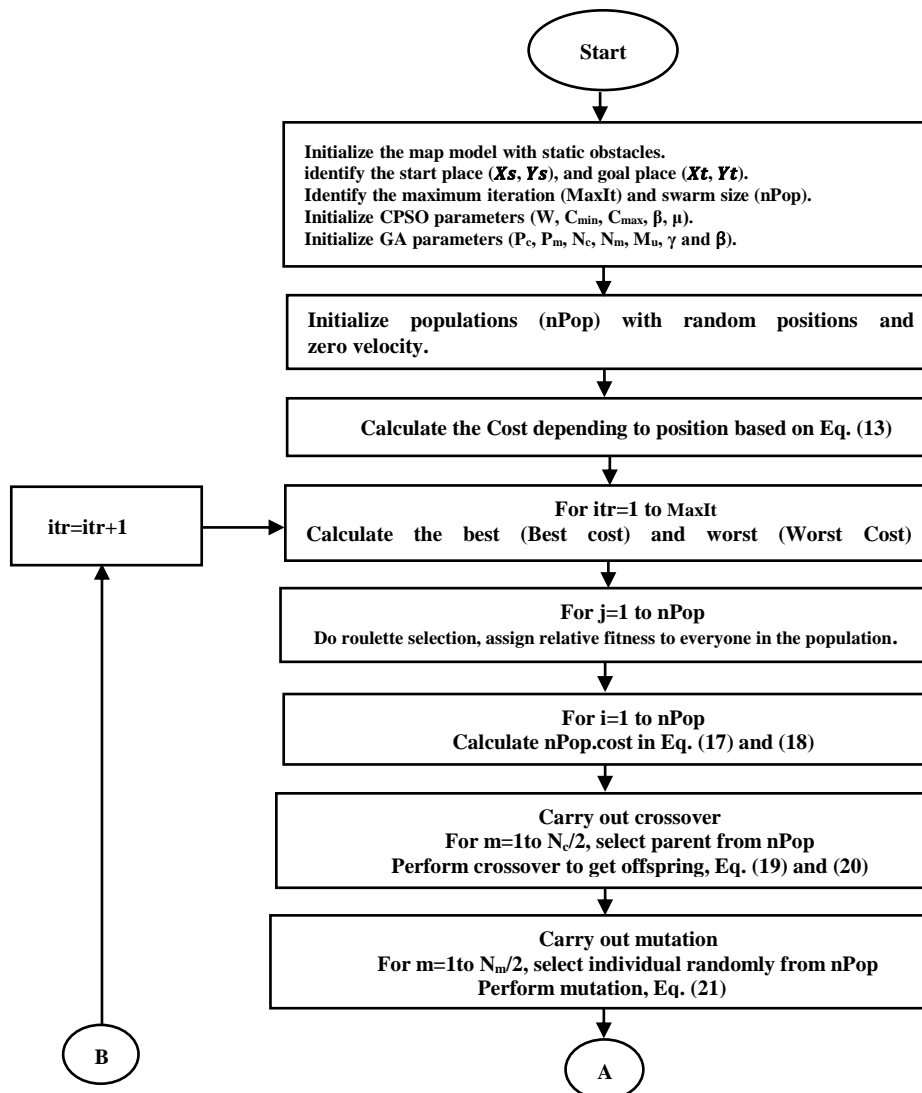 Start
Initialize the map model with static obstacles.
identify the start place (Xs, Ys), and goal place (Xt, Yt).
Identify the maximum iteration (MaxIt) and swarm size (nPop).
Initialize CPSO parameters (W, Cmin, Cmax, β, μ).
Initialize GA parameters (Pc, Pm, Nc, Nm, Mu, γ and β).
Initialize populations (nPop) with random positions and
zero velocity.
Calculate the Cost depending to position based on Eq. (13)
itr=itr+1
For itr=1 to MaxIt
Calculate the best (Best cost) and worst (Worst Cost)
For j=1 to nPop
Do roulette selection, assign relative fitness to everyone in the population.
For i=1 to nPop
Calculate nPop.cost in Eq. (17) and (18)
Carry out crossover
For m=1to Nc/2, select parent from nPop
Perform crossover to get offspring, Eq. (19) and (20)
Carry out mutation
For m=1to Nm/2, select individual randomly from nPop
Perform mutation, Eq. (21)
B
A